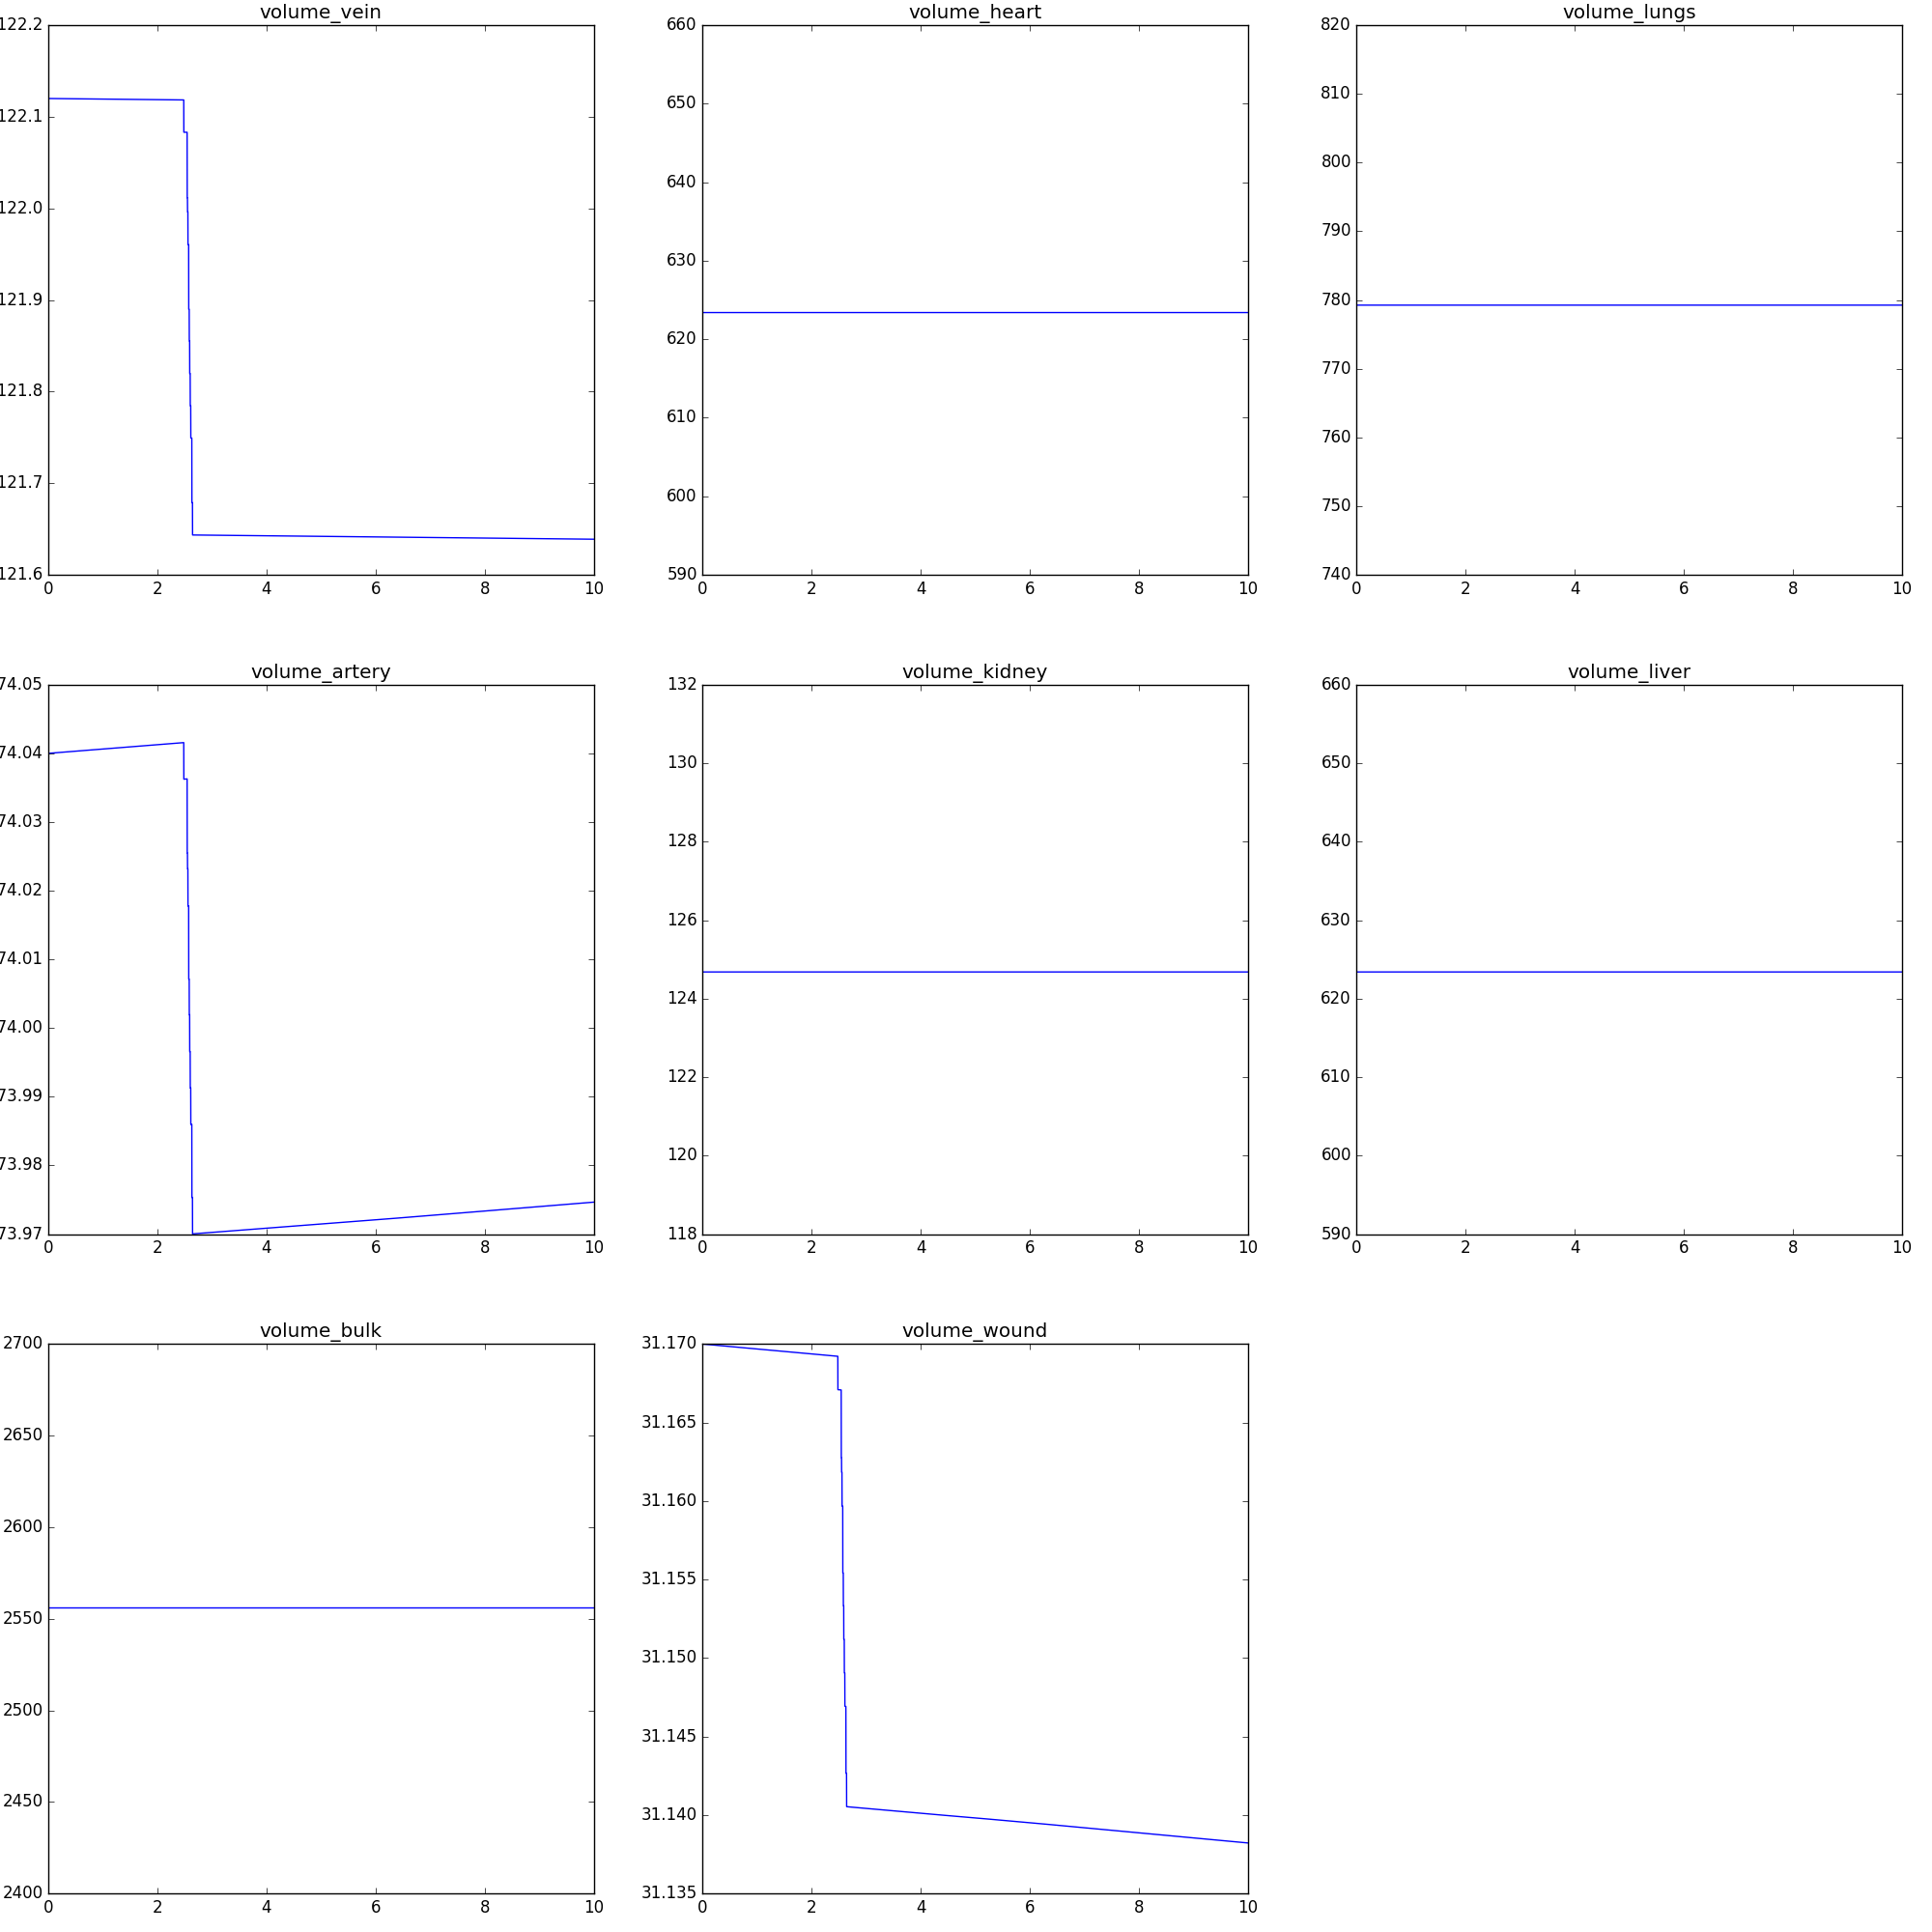 volume_vein volume_heart volume_lungs
122.2 660 820
810
122.1 650 800
122.0 640 790
121.9 630 780
620 770
121.8 610 760
121.7 600 750
121.6 590 740
0 2 4 6 8 10 0 2 4 6 8 10 0 2 4 6 8 10
volume_artery volume_kidney volume_liver
74.05 132 660
74.04 130 650
74.03 128 640
74.02 126 630
74.01
74.00 124 620
73.99 122 610
73.98 120 600
73.97 118 590
0 2 4 6 8 10 0 2 4 6 8 10 0 2 4 6 8 10
volume_bulk volume_wound
2700 31.170
2650 31.165
2600 31.160
2550 31.155
2500 31.150
31.145
2450 31.140
2400 31.135
0 2 4 6 8 10 0 2 4 6 8 10